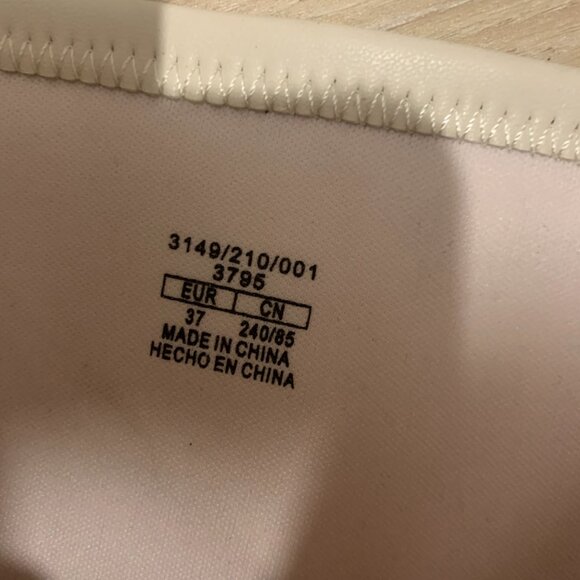 3149/210/001
3795
EUR CN
37 240/85
MADE IN CHINA
HECHO EN CHINA